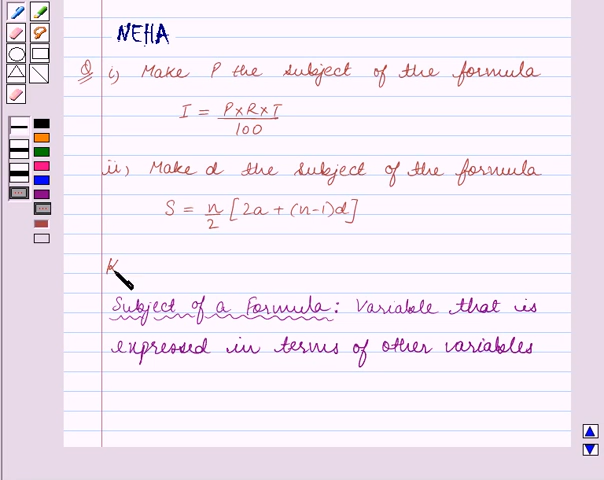 NEHA
Q i) Make P the subject of the formula
I = P×R×T / 100
ii) Make d the subject of the formula
S = n/2 [2a + (n-1)d]
K
Subject of a Formula: Variable that is
expressed in terms of other variables